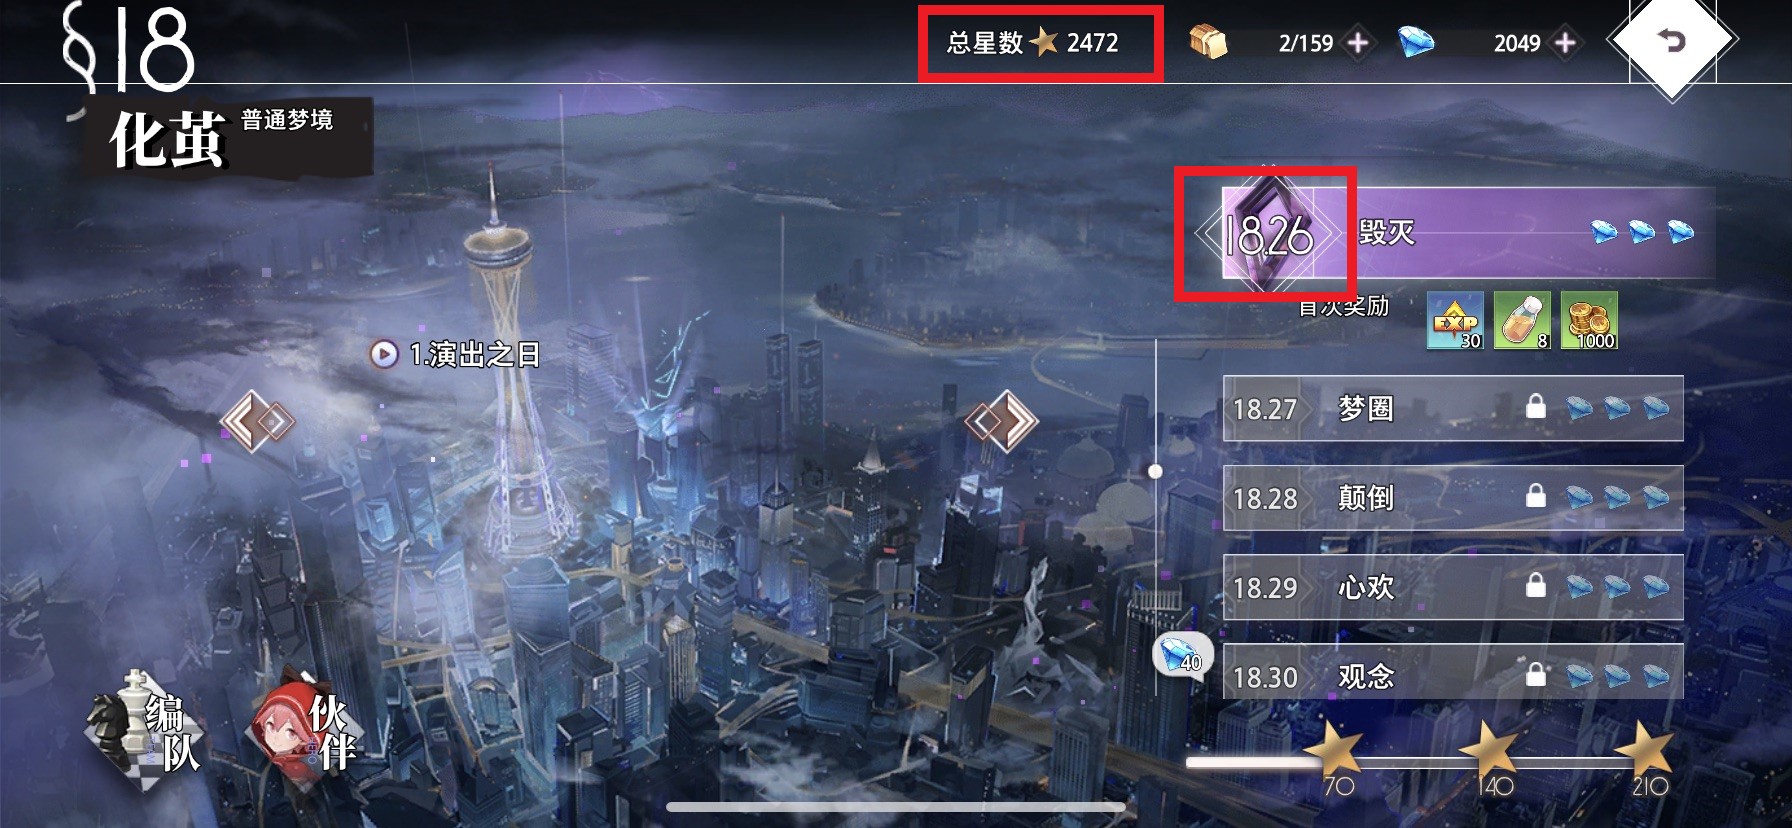 §18
化茧
普通梦境
总星数 2472
2/159
2049
18.26 毁灭
首次奖励
EXP 30
8
1000
1.演出之日
18.27 梦圈
18.28 颠倒
18.29 心欢
18.30 观念
40
编队
伙伴
70
140
210